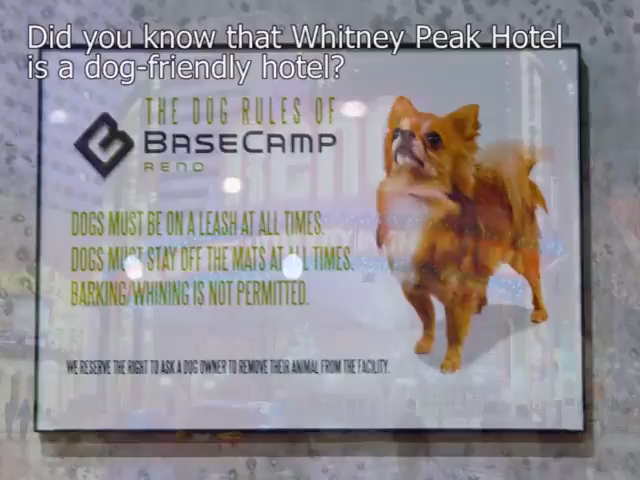 Did you know that Whitney Peak Hotel
is a dog-friendly hotel?
THE DOG RULES OF
BASECAMP
RENO
DOGS MUST BE ON A LEASH AT ALL TIMES.
DOGS MUST STAY OFF THE MATS AT ALL TIMES.
BARKING/WHINING IS NOT PERMITTED.
WE RESERVE THE RIGHT TO ASK A DOG OWNER TO REMOVE THEIR ANIMAL FROM THE FACILITY.